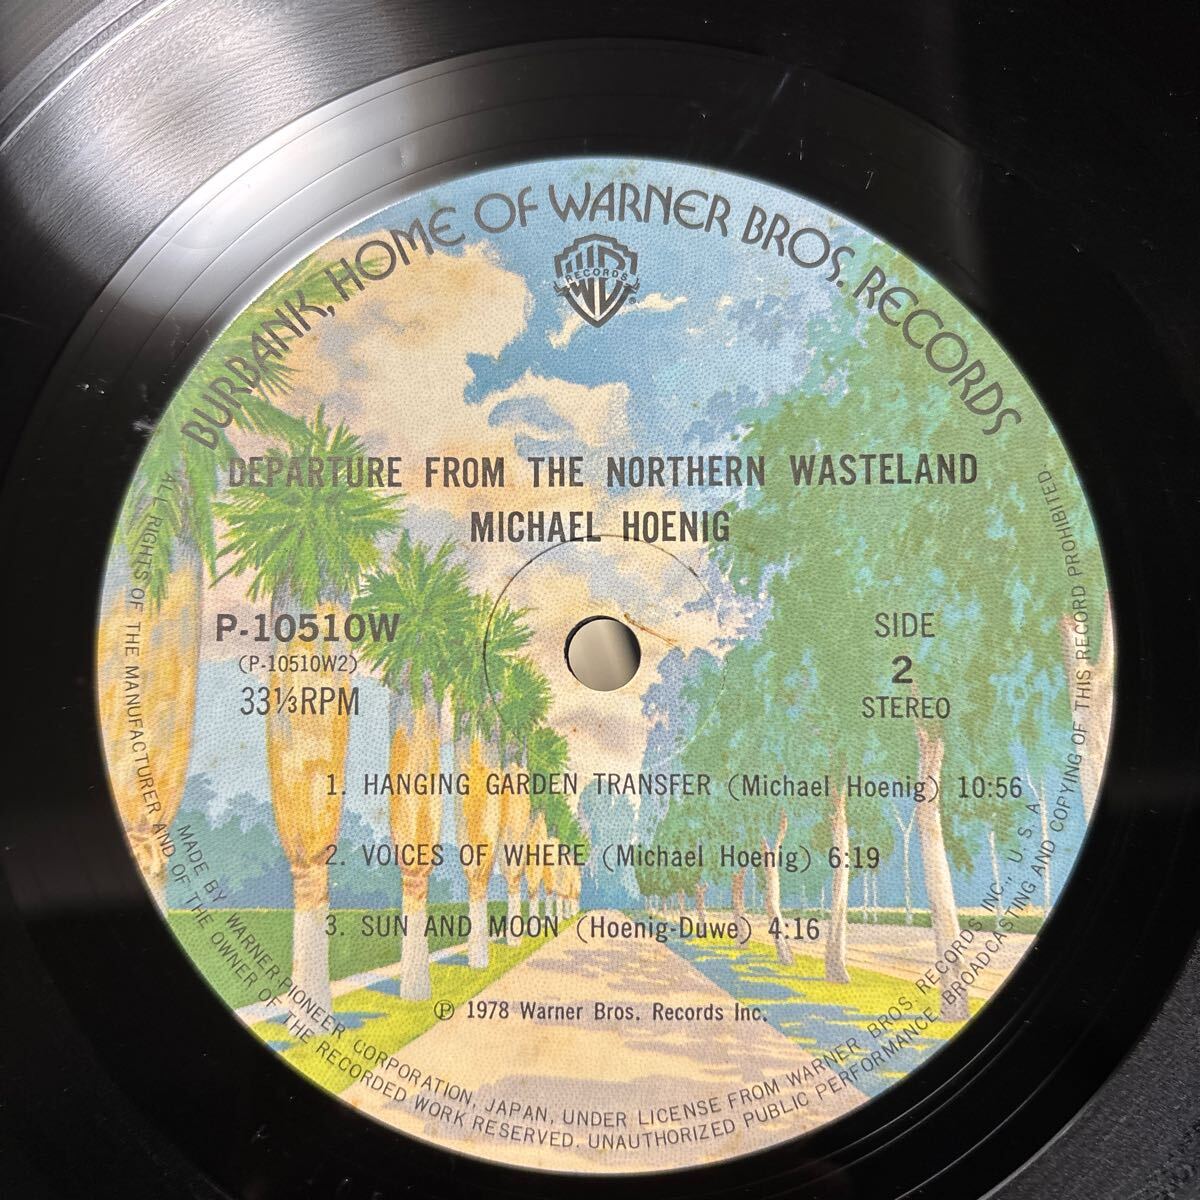 BURBANK, HOME OF WARNER BROS. RECORDS
RECORDS
DEPARTURE FROM THE NORTHERN WASTELAND
MICHAEL HOENIG
P-10510W
(P-10510W2)
33⅓RPM
SIDE
2
STEREO
1. HANGING GARDEN TRANSFER (Michael Hoenig) 10:56
2. VOICES OF WHERE (Michael Hoenig) 6:19
3. SUN AND MOON (Hoenig-Duwe) 4:16
Ⓟ 1978 Warner Bros. Records Inc.
MADE BY WARNER-PIONEER CORPORATION, JAPAN, UNDER LICENSE FROM WARNER BROS. RECORDS INC., U. S. A.
ALL RIGHTS OF THE MANUFACTURER AND OF THE OWNER OF THE RECORDED WORK RESERVED. UNAUTHORIZED PUBLIC PERFORMANCE, BROADCASTING AND COPYING OF THIS RECORD PROHIBITED